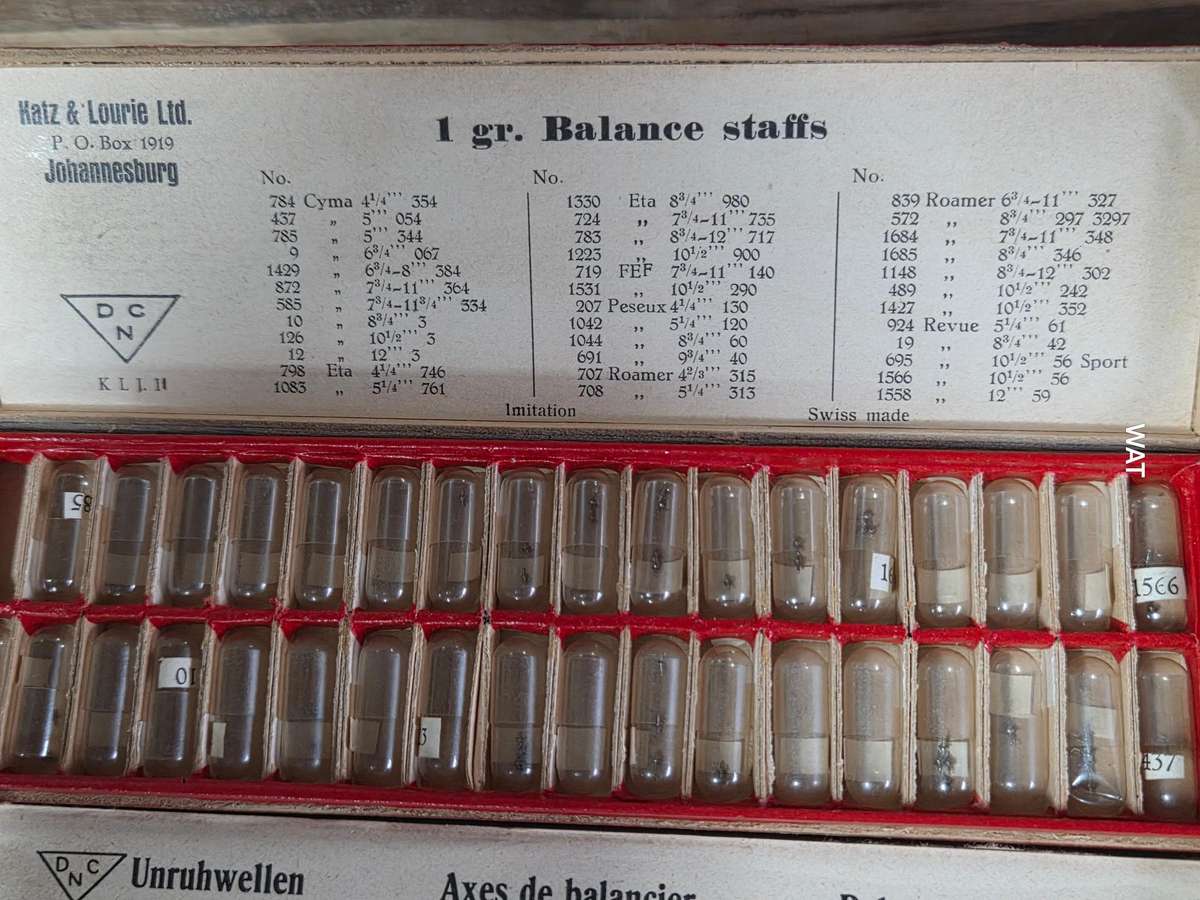 Katz & Lourie Ltd.
P. O. Box 1919
Johannesburg
1 gr. Balance staffs
D C
N
K L J. II
No.
784 Cyma 4¹/₄''' 354
437 „ 5''' 054
785 „ 5''' 344
9 „ 6³/₄''' 067
1429 „ 6³/₄-8''' 384
872 „ 7³/₄-11''' 364
585 „ 7³/₄-11³/₄''' 334
10 „ 8³/₄''' 3
126 „ 10¹/₂''' 3
12 „ 12''' 3
798 Eta 4¹/₄''' 746
1083 „ 5¹/₄''' 761
No.
1330 Eta 8³/₄''' 980
724 „ 7³/₄-11''' 735
783 „ 8³/₄-12''' 717
1223 „ 10¹/₂''' 900
719 FEF 7³/₄-11''' 140
1531 „ 10¹/₂''' 290
207 Peseux 4¹/₄''' 130
1042 „ 5¹/₄''' 120
1044 „ 8³/₄''' 60
691 „ 9³/₄''' 40
707 Roamer 4²/₃''' 315
708 „ 5¹/₄''' 313
No.
839 Roamer 6³/₄-11''' 327
572 „ 8³/₄''' 297 3297
1684 „ 7³/₄-11''' 348
1685 „ 8³/₄''' 346
1148 „ 8³/₄-12''' 302
489 „ 10¹/₂''' 242
1427 „ 10¹/₂''' 352
924 Revue 5¹/₄''' 61
19 „ 8³/₄''' 42
695 „ 10¹/₂''' 56 Sport
1566 „ 10¹/₂''' 56
1558 „ 12''' 59
Imitation
Swiss made
WAT
1566
10
437
D C
N
Unruhwellen
Axes de balancier